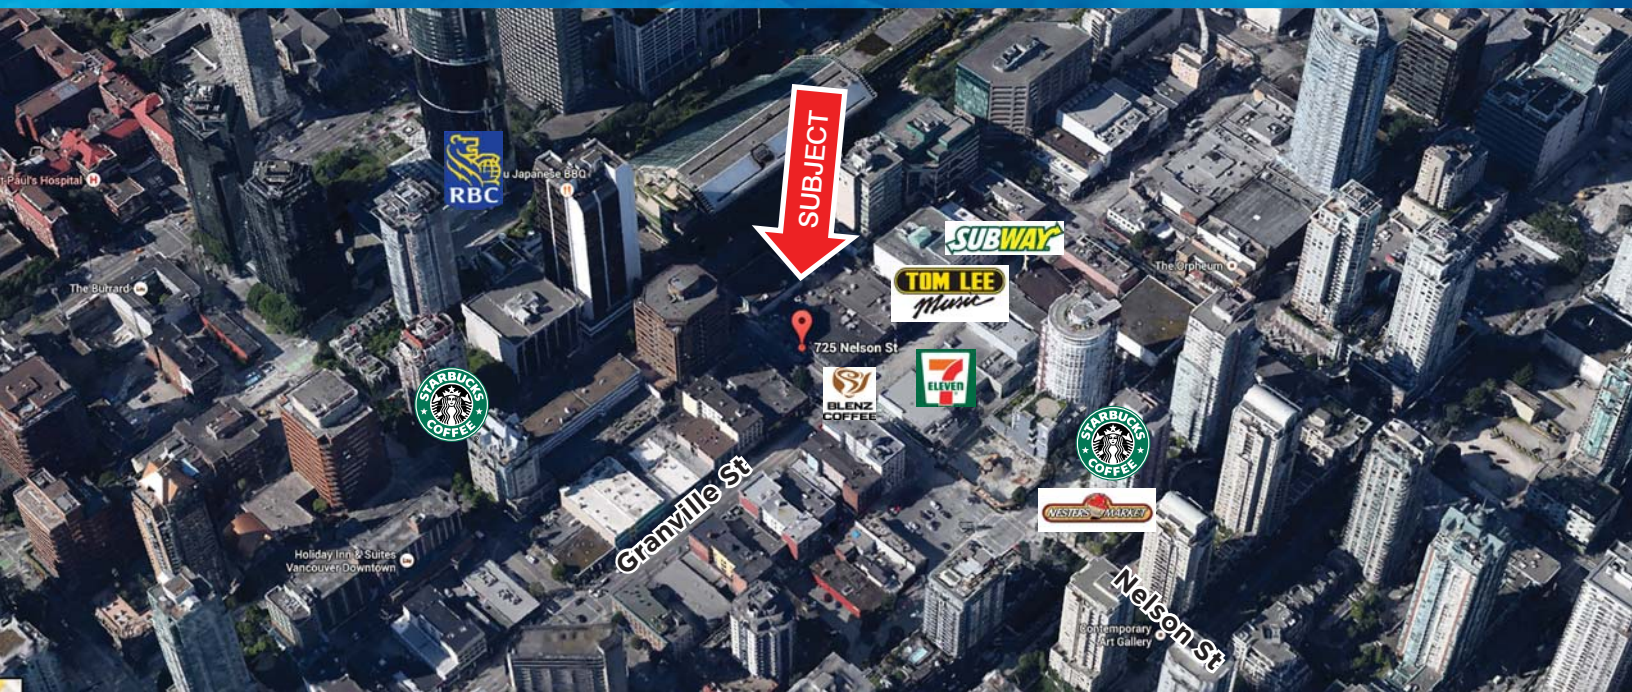 RBC
u Japanese BBQ
SUBJECT
t-Paul's Hospital H
SUBWAY
The Orpheum
TOM LEE
Music
The Burrard
725 Nelson St
7
ELEVEN
BLENZ
COFFEE
STARBUCKS
COFFEE
STARBUCKS
COFFEE
Granville St
NESTERS MARKET
Holiday Inn & Suites
Vancouver Downtown
Nelson St
Contemporary
Art Gallery